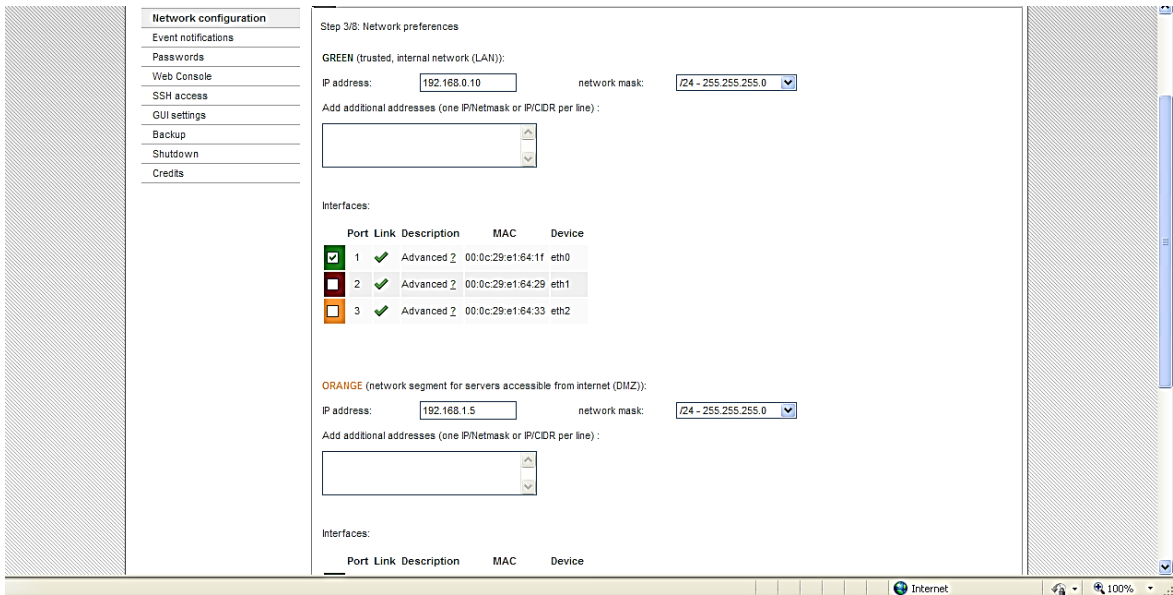 Network configuration
Event notifications
Passwords
Web Console
SSH access
GUI settings
Backup
Shutdown
Credits
Step 3/8: Network preferences
GREEN (trusted, internal network (LAN)):
IP address: 192.168.0.10 network mask: /24 - 255.255.255.0
Add additional addresses (one IP/Netmask or IP/CIDR per line) :
Interfaces:
Port Link Description MAC Device
1 Advanced ? 00:0c:29:e1:64:1f eth0
2 Advanced ? 00:0c:29:e1:64:29 eth1
3 Advanced ? 00:0c:29:e1:64:33 eth2
ORANGE (network segment for servers accessible from internet (DMZ)):
IP address: 192.168.1.5 network mask: /24 - 255.255.255.0
Add additional addresses (one IP/Netmask or IP/CIDR per line) :
Interfaces:
Port Link Description MAC Device
Internet 100%